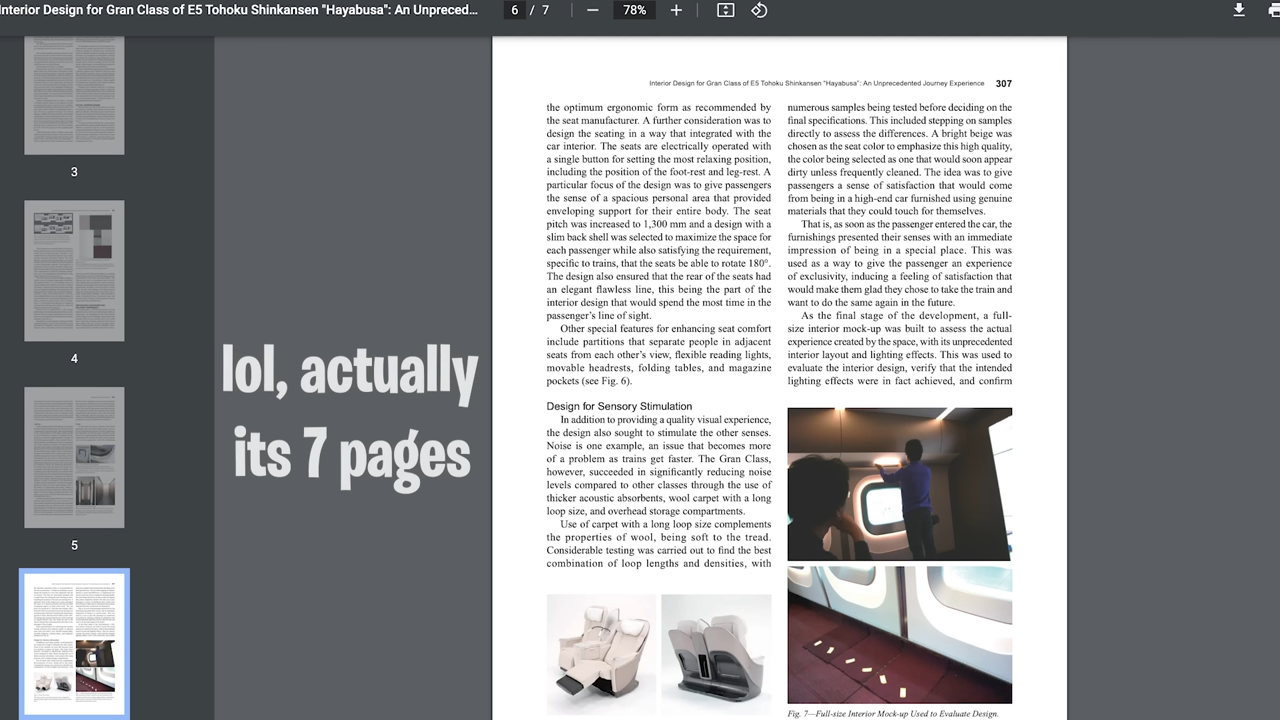 Interior Design for Gran Class of E5 Tohoku Shinkansen "Hayabusa": An Unpreced...
6 / 7
78%
3
4
5
lol, actually
its 7 pages
Interior Design for Gran Class of E5 Tohoku Shinkansen "Hayabusa": An Unprecedented Journey Experience 307
the optimum ergonomic form as recommended by
the seat manufacturer. A further consideration was to
design the seating in a way that integrated with the
car interior. The seats are electrically operated with
a single button for setting the most relaxing position,
including the position of the foot-rest and leg-rest. A
particular focus of the design was to give passengers
the sense of a spacious personal area that provided
enveloping support for their entire body. The seat
pitch was increased to 1,300 mm and a design with a
slim back shell was selected to maximize the space for
each passenger while also satisfying the requirement,
specific to trains, that the seats be able to rotate 180°.
The design also ensured that the rear of the seats had
an elegant flawless line, this being the part of the
interior design that would spend the most time in the
passenger's line of sight.
Other special features for enhancing seat comfort
include partitions that separate people in adjacent
seats from each other's view, flexible reading lights,
movable headrests, folding tables, and magazine
pockets (see Fig. 6).
Design for Sensory Stimulation
In addition to providing a quality visual experience,
the design also sought to stimulate the other senses.
Noise is one example, an issue that becomes more
of a problem as trains get faster. The Gran Class,
however, succeeded in significantly reducing noise
levels compared to other classes through the use of
thicker acoustic absorbents, wool carpet with a long
loop size, and overhead storage compartments.
Use of carpet with a long loop size complements
the properties of wool, being soft to the tread.
Considerable testing was carried out to find the best
combination of loop lengths and densities, with
numerous samples being tested before deciding on the
final specifications. This included stepping on samples
directly to assess the differences. A bright beige was
chosen as the seat color to emphasize this high quality,
the color being selected as one that would soon appear
dirty unless frequently cleaned. The idea was to give
passengers a sense of satisfaction that would come
from being in a high-end car furnished using genuine
materials that they could touch for themselves.
That is, as soon as the passenger entered the car, the
furnishings presented their senses with an immediate
impression of being in a special place. This was
used as a way to give the passenger an experience
of exclusivity, inducing a feeling of satisfaction that
would make them glad they chose to take the train and
want to do the same again in the future.
As the final stage of the development, a full-
size interior mock-up was built to assess the actual
experience created by the space, with its unprecedented
interior layout and lighting effects. This was used to
evaluate the interior design, verify that the intended
lighting effects were in fact achieved, and confirm
Fig. 7—Full-size Interior Mock-up Used to Evaluate Design.